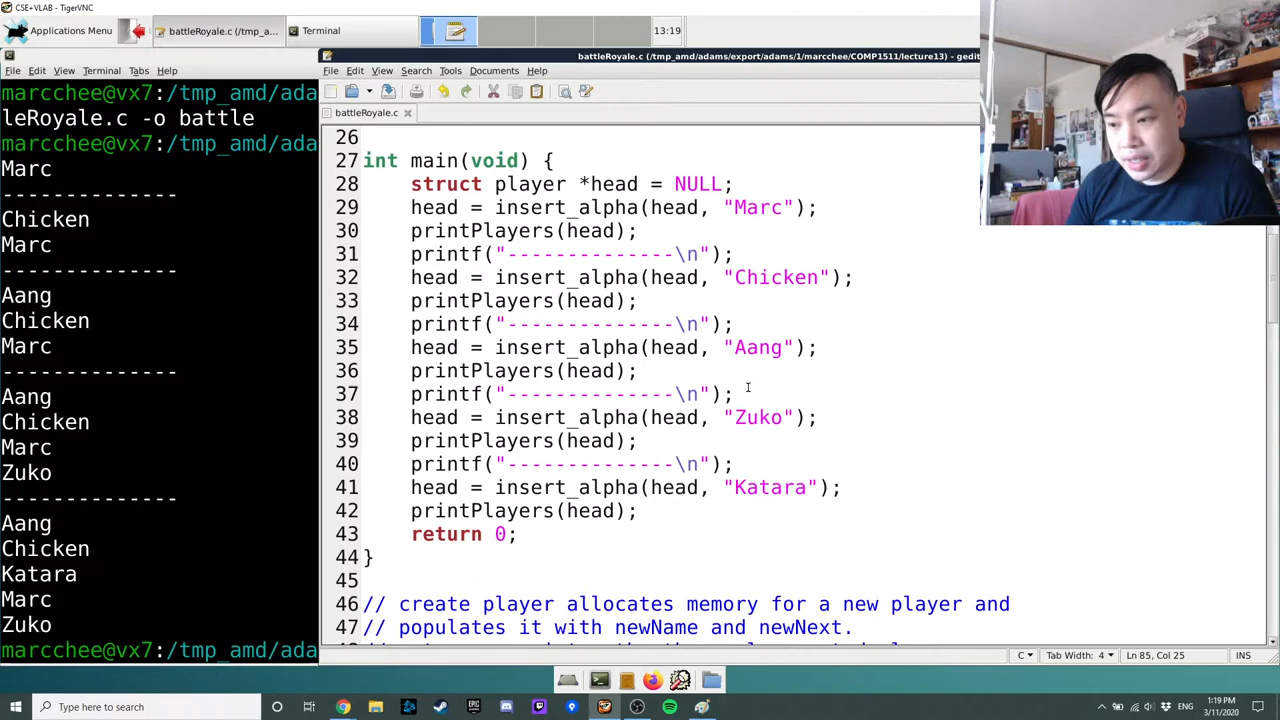 CSE+VLAB - TigerVNC
Applications Menu
battleRoyale.c (/tmp_a...
Terminal
13:19
battleRoyale.c (/tmp_amd/adams/export/adams/1/marcchee/COMP1511/lecture13) - gedit
File Edit View Terminal Tabs Help
File Edit View Search Tools Documents Help
battleRoyale.c
marcchee@vx7:/tmp_amd/ada
leRoyale.c -o battle
marcchee@vx7:/tmp_amd/ada
Marc
--------------
Chicken
Marc
--------------
Aang
Chicken
Marc
--------------
Aang
Chicken
Marc
Zuko
--------------
Aang
Chicken
Katara
Marc
Zuko
marcchee@vx7:/tmp_amd/ada
26
27 int main(void) {
28 struct player *head = NULL;
29 head = insert_alpha(head, "Marc");
30 printPlayers(head);
31 printf("--------------\n");
32 head = insert_alpha(head, "Chicken");
33 printPlayers(head);
34 printf("--------------\n");
35 head = insert_alpha(head, "Aang");
36 printPlayers(head);
37 printf("--------------\n");
38 head = insert_alpha(head, "Zuko");
39 printPlayers(head);
40 printf("--------------\n");
41 head = insert_alpha(head, "Katara");
42 printPlayers(head);
43 return 0;
44 }
45
46 // create player allocates memory for a new player and
47 // populates it with newName and newNext.
C Tab Width: 4 Ln 85, Col 25 INS
Type here to search
ENG
1:19 PM
3/11/2020